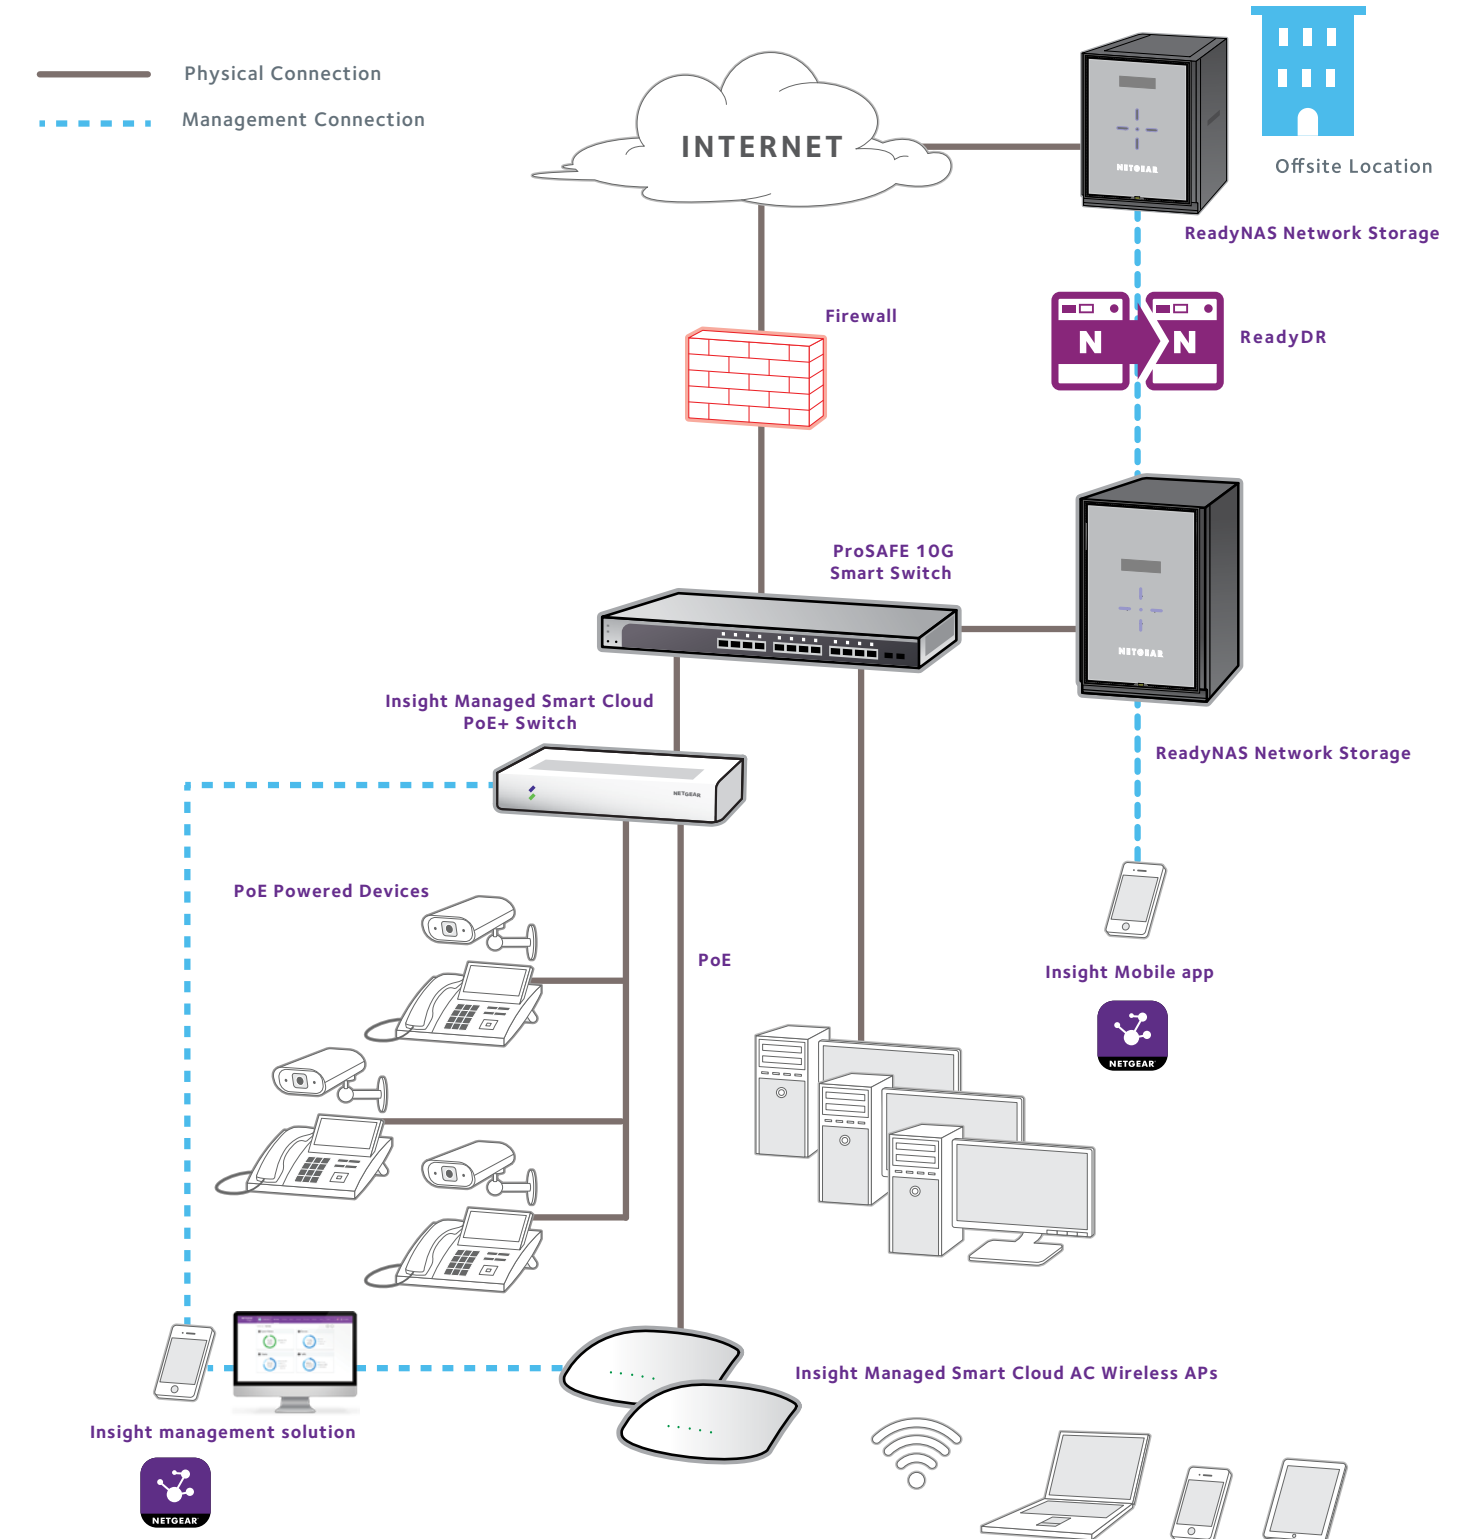 Physical Connection
Management Connection
INTERNET
NETGEAR
Offsite Location
ReadyNAS Network Storage
Firewall
N N
ReadyDR
ProSAFE 10G
Smart Switch
NETGEAR
Insight Managed Smart Cloud
PoE+ Switch
NETGEAR
ReadyNAS Network Storage
PoE Powered Devices
PoE
Insight Mobile app
NETGEAR
Insight Managed Smart Cloud AC Wireless APs
Insight management solution
NETGEAR